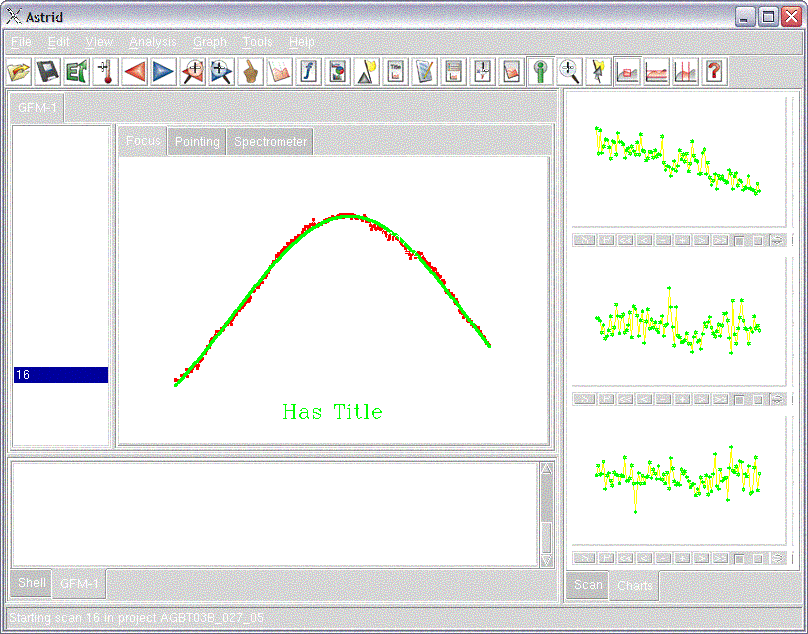 Astrid
File Edit View Analysis Graph Tools Help
GFM-1
Focus Pointing Spectrometer
16
Has Title
Shell GFM-1
Scan Charts
Starting scan 16 in project AGBT03B_027_05